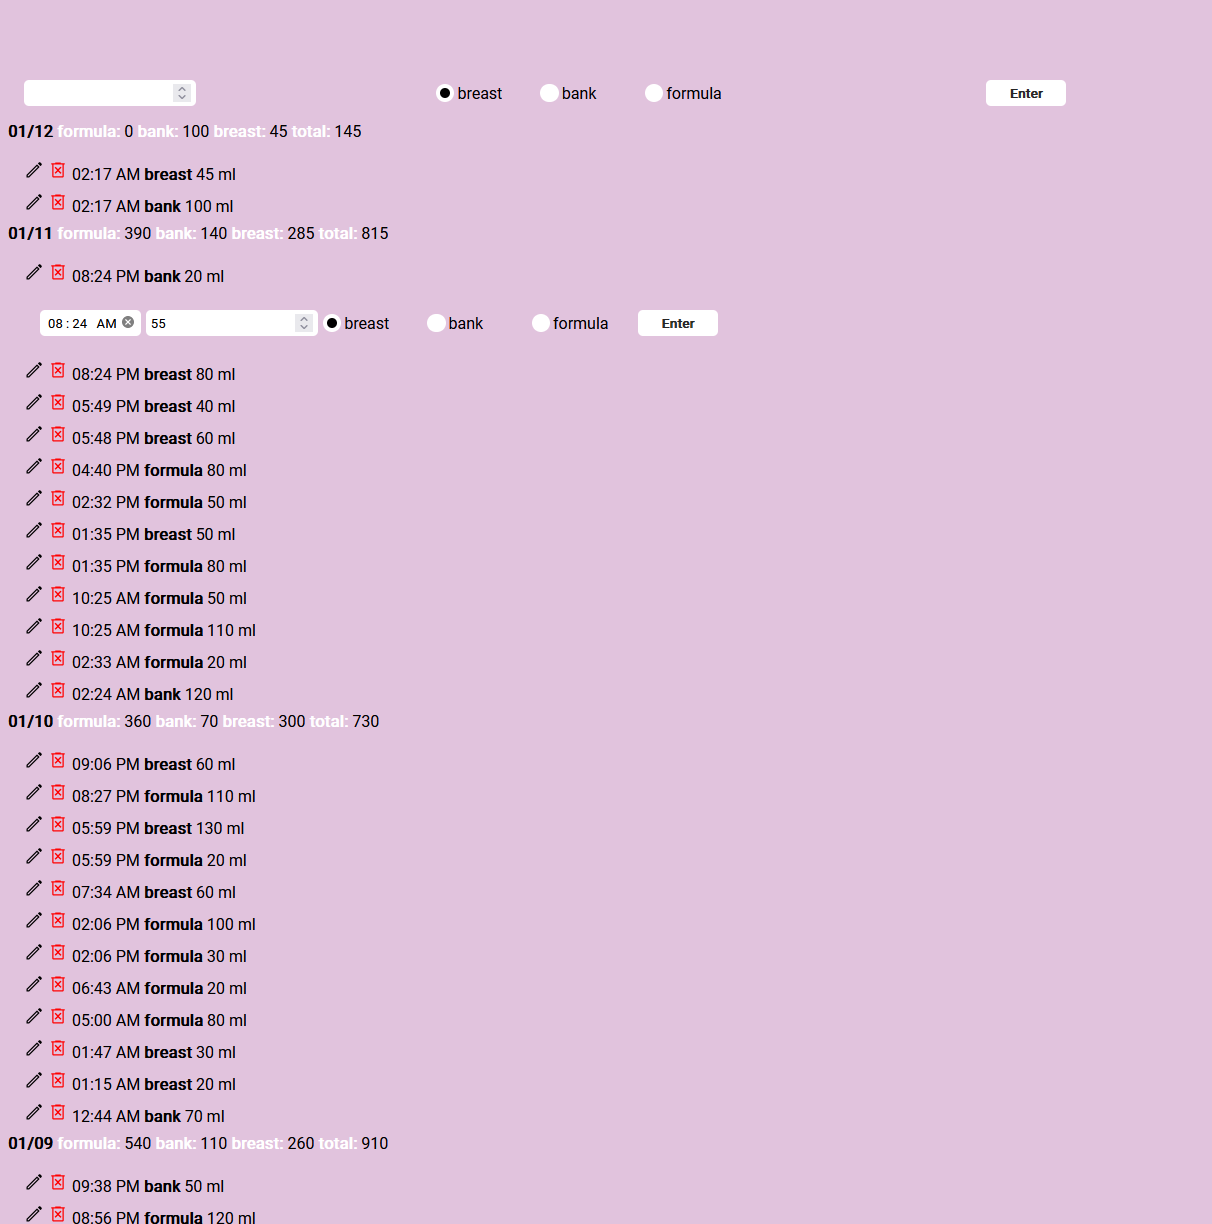 breast bank formula Enter
01/12 formula: 0 bank: 100 breast: 45 total: 145
02:17 AM breast 45 ml
02:17 AM bank 100 ml
01/11 formula: 390 bank: 140 breast: 285 total: 815
08:24 PM bank 20 ml
08 : 24 AM 55 breast bank formula Enter
08:24 PM breast 80 ml
05:49 PM breast 40 ml
05:48 PM breast 60 ml
04:40 PM formula 80 ml
02:32 PM formula 50 ml
01:35 PM breast 50 ml
01:35 PM formula 80 ml
10:25 AM formula 50 ml
10:25 AM formula 110 ml
02:33 AM formula 20 ml
02:24 AM bank 120 ml
01/10 formula: 360 bank: 70 breast: 300 total: 730
09:06 PM breast 60 ml
08:27 PM formula 110 ml
05:59 PM breast 130 ml
05:59 PM formula 20 ml
07:34 AM breast 60 ml
02:06 PM formula 100 ml
02:06 PM formula 30 ml
06:43 AM formula 20 ml
05:00 AM formula 80 ml
01:47 AM breast 30 ml
01:15 AM breast 20 ml
12:44 AM bank 70 ml
01/09 formula: 540 bank: 110 breast: 260 total: 910
09:38 PM bank 50 ml
08:56 PM formula 120 ml